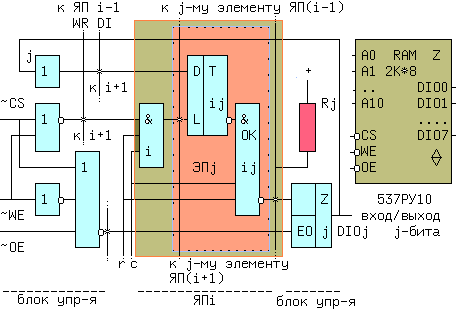 к ЯП i-1
к j-му элементу ЯП(i-1)
WR DI
j
1
к i+1
D T
L
ij
+
Rj
A0 RAM Z
A1 2K*8
.. DIO0
A10 DIO1
....
CS DIO7
WE
OE
~CS
1
&
i
&
OK
ij
к i+1
1
ЭПj
1
~WE
~OE
Z
EO j
DIOj
537РУ10
вход/выход
j-бита
r c
к j-му элементу
ЯП(i+1)
блок упр-я
ЯПi
блок упр-я